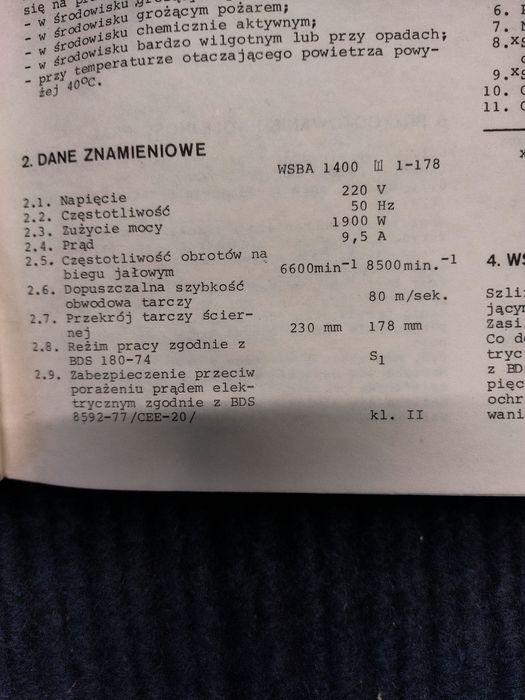 się na
- w środowisku grożącym pożarem;
- w środowisku chemicznie aktywnym;
- w środowisku bardzo wilgotnym lub przy opadach;
- przy temperaturze otaczającego powietrza powy-
żej 40°C.
2. DANE ZNAMIENIOWE
WSBA 1400 Ш 1-178
2.1. Napięcie 220 V
2.2. Częstotliwość 50 Hz
2.3. Zużycie mocy 1900 W
2.4. Prąd 9,5 A
2.5. Częstotliwość obrotów na
biegu jałowym 6600min⁻¹ 8500min.⁻¹
2.6. Dopuszczalna szybkość
obwodowa tarczy 80 m/sek.
2.7. Przekrój tarczy ścier-
nej 230 mm 178 mm
2.8. Reżim pracy zgodnie z
BDS 180-74 S₁
2.9. Zabezpieczenie przeciw
porażeniu prądem elek-
trycznym zgodnie z BDS
8592-77/CEE-20/ kl. II
6.
7.
8.x
9.x
10.
11.
4. WS
Szli
jącym
Zasi
Co d
tryc
z BD
pięc
ochr
wani